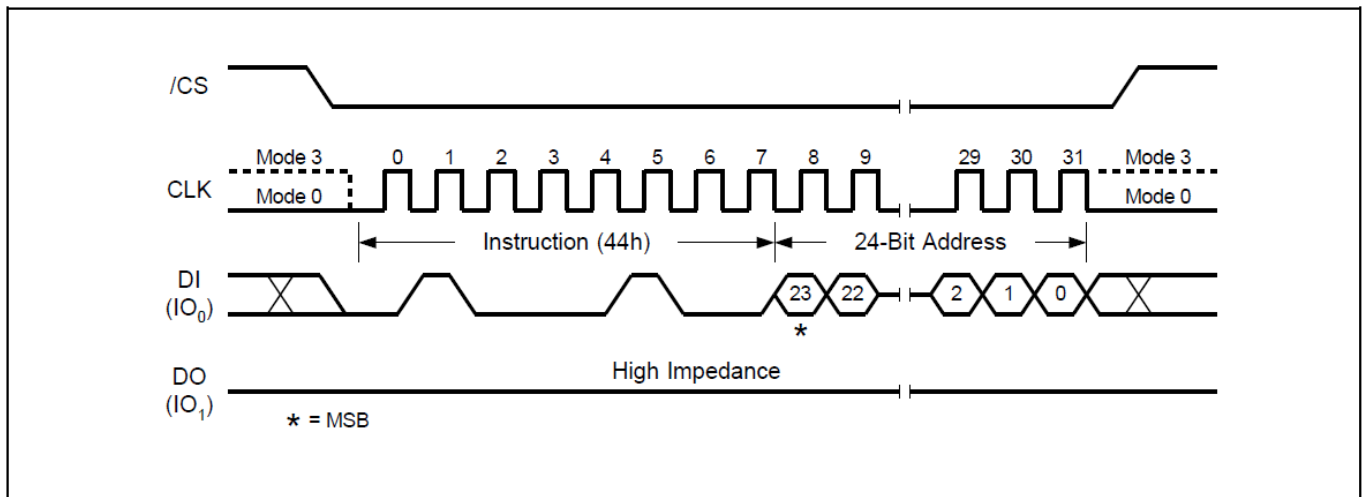 /CS
Mode 3 0 1 2 3 4 5 6 7 8 9 29 30 31 Mode 3
CLK
Mode 0 Mode 0
Instruction (44h) 24-Bit Address
DI
(IO₀)
23 22 2 1 0
*
High Impedance
DO
(IO₁)
* = MSB